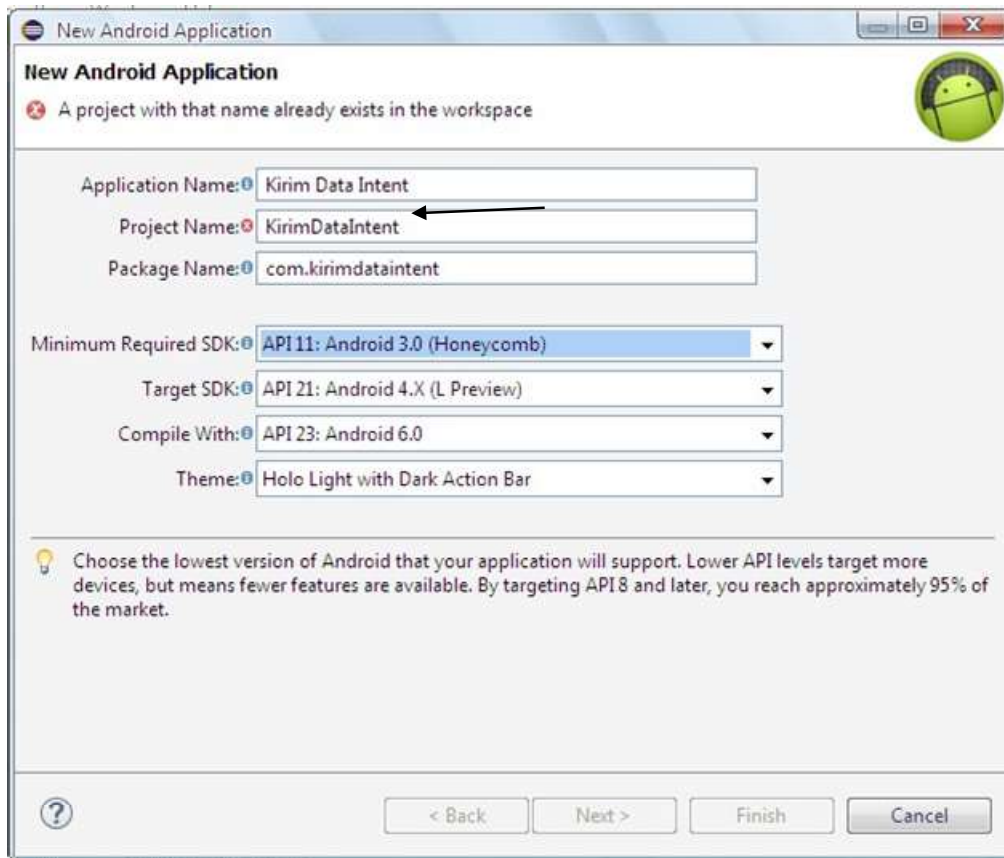 New Android Application
New Android Application
A project with that name already exists in the workspace
Application Name: Kirim Data Intent
Project Name: KirimDataIntent
Package Name: com.kirimdataintent
Minimum Required SDK: API 11: Android 3.0 (Honeycomb)
Target SDK: API 21: Android 4.X (L Preview)
Compile With: API 23: Android 6.0
Theme: Holo Light with Dark Action Bar
Choose the lowest version of Android that your application will support. Lower API levels target more
devices, but means fewer features are available. By targeting API 8 and later, you reach approximately 95% of
the market.
? < Back Next > Finish Cancel